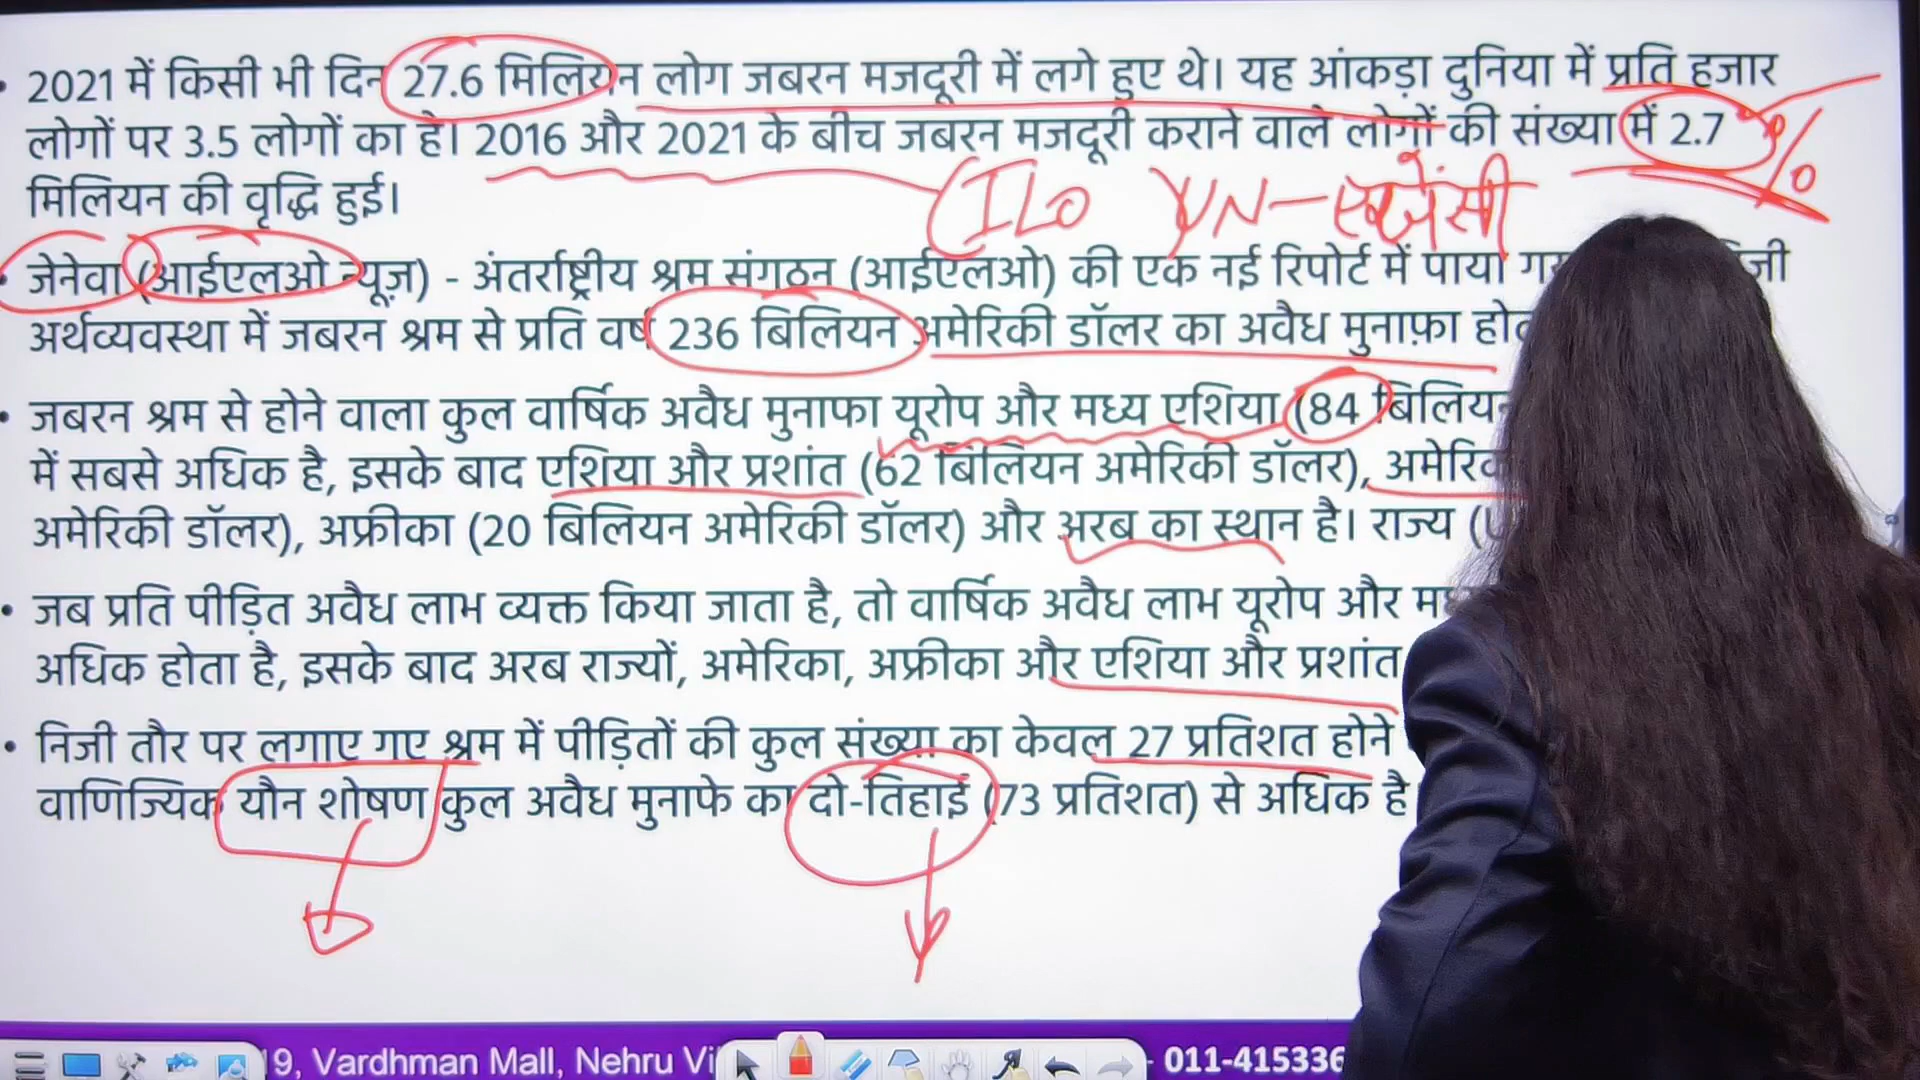 • 2021 में किसी भी दिन 27.6 मिलियन लोग जबरन मजदूरी में लगे हुए थे। यह आंकड़ा दुनिया में प्रति हजार
लोगों पर 3.5 लोगों का है। 2016 और 2021 के बीच जबरन मजदूरी कराने वाले लोगों की संख्या में 2.7 %
मिलियन की वृद्धि हुई।
ILO UN-एजेंसी
• जेनेवा (आईएलओ न्यूज़) - अंतर्राष्ट्रीय श्रम संगठन (आईएलओ) की एक नई रिपोर्ट में पाया
अर्थव्यवस्था में जबरन श्रम से प्रति वर्ष 236 बिलियन अमेरिकी डॉलर का अवैध मुनाफ़ा
• जबरन श्रम से होने वाला कुल वार्षिक अवैध मुनाफा यूरोप और मध्य एशिया (84 बिलियन
में सबसे अधिक है, इसके बाद एशिया और प्रशांत (62 बिलियन अमेरिकी डॉलर),
अमेरिकी डॉलर), अफ्रीका (20 बिलियन अमेरिकी डॉलर) और अरब का स्थान है। राज्य
• जब प्रति पीड़ित अवैध लाभ व्यक्त किया जाता है, तो वार्षिक अवैध लाभ यूरोप और
अधिक होता है, इसके बाद अरब राज्यों, अमेरिका, अफ्रीका और एशिया और प्रशांत
• निजी तौर पर लगाए गए श्रम में पीड़ितों की कुल संख्या का केवल 27 प्रतिशत होने
वाणिज्यिक यौन शोषण कुल अवैध मुनाफे का दो-तिहाई (73 प्रतिशत) से अधिक है
19, Vardhman Mall, Nehru - 011-415336